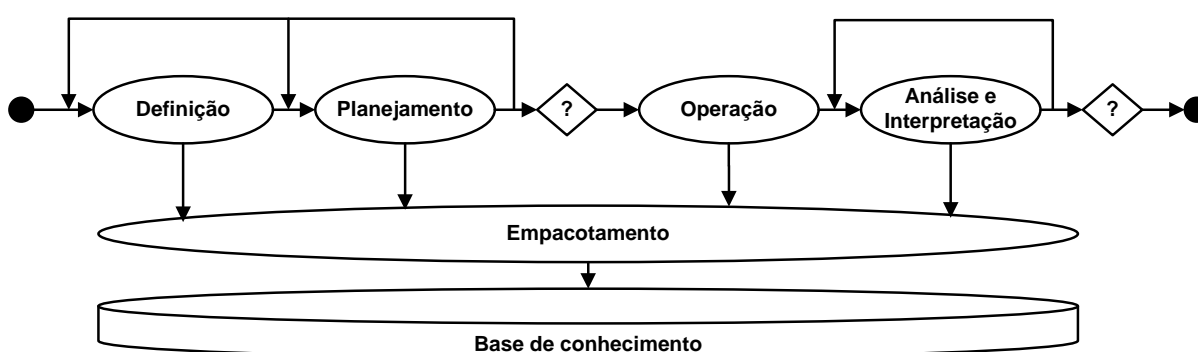 Definição
Planejamento
?
Operação
Análise e
Interpretação
?
Empacotamento
Base de conhecimento